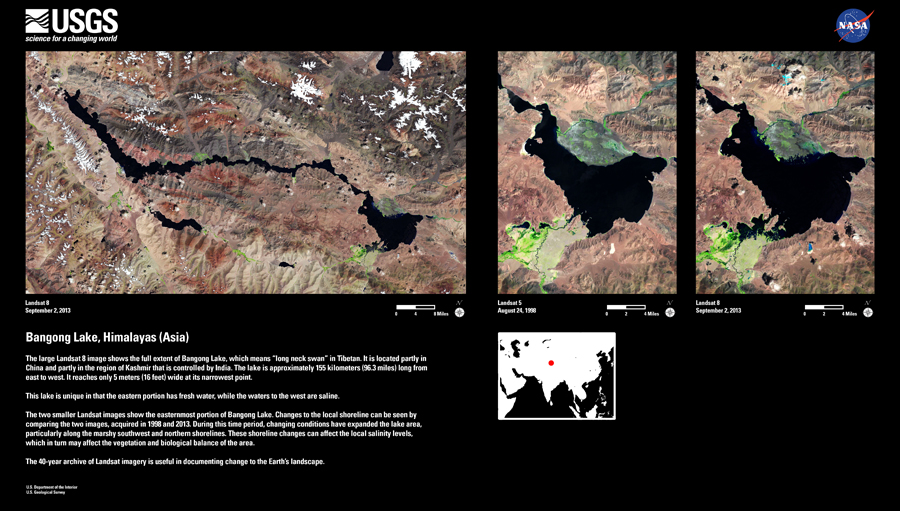 USGS
science for a changing world
NASA
Landsat 8
September 2, 2013
0 4 8 Miles
N
Landsat 5
August 24, 1998
0 2 4 Miles
N
Landsat 8
September 2, 2013
0 2 4 Miles
N
Bangong Lake, Himalayas (Asia)
The large Landsat 8 image shows the full extent of Bangong Lake, which means “long neck swan” in Tibetan. It is located partly in
China and partly in the region of Kashmir that is controlled by India. The lake is approximately 155 kilometers (96.3 miles) long from
east to west. It reaches only 5 meters (16 feet) wide at its narrowest point.
This lake is unique in that the eastern portion has fresh water, while the waters to the west are saline.
The two smaller Landsat images show the easternmost portion of Bangong Lake. Changes to the local shoreline can be seen by
comparing the two images, acquired in 1998 and 2013. During this time period, changing conditions have expanded the lake area,
particularly along the marshy southwest and northern shorelines. These shoreline changes can affect the local salinity levels,
which in turn may affect the vegetation and biological balance of the area.
The 40-year archive of Landsat imagery is useful in documenting change to the Earth’s landscape.
U.S. Department of the Interior
U.S. Geological Survey